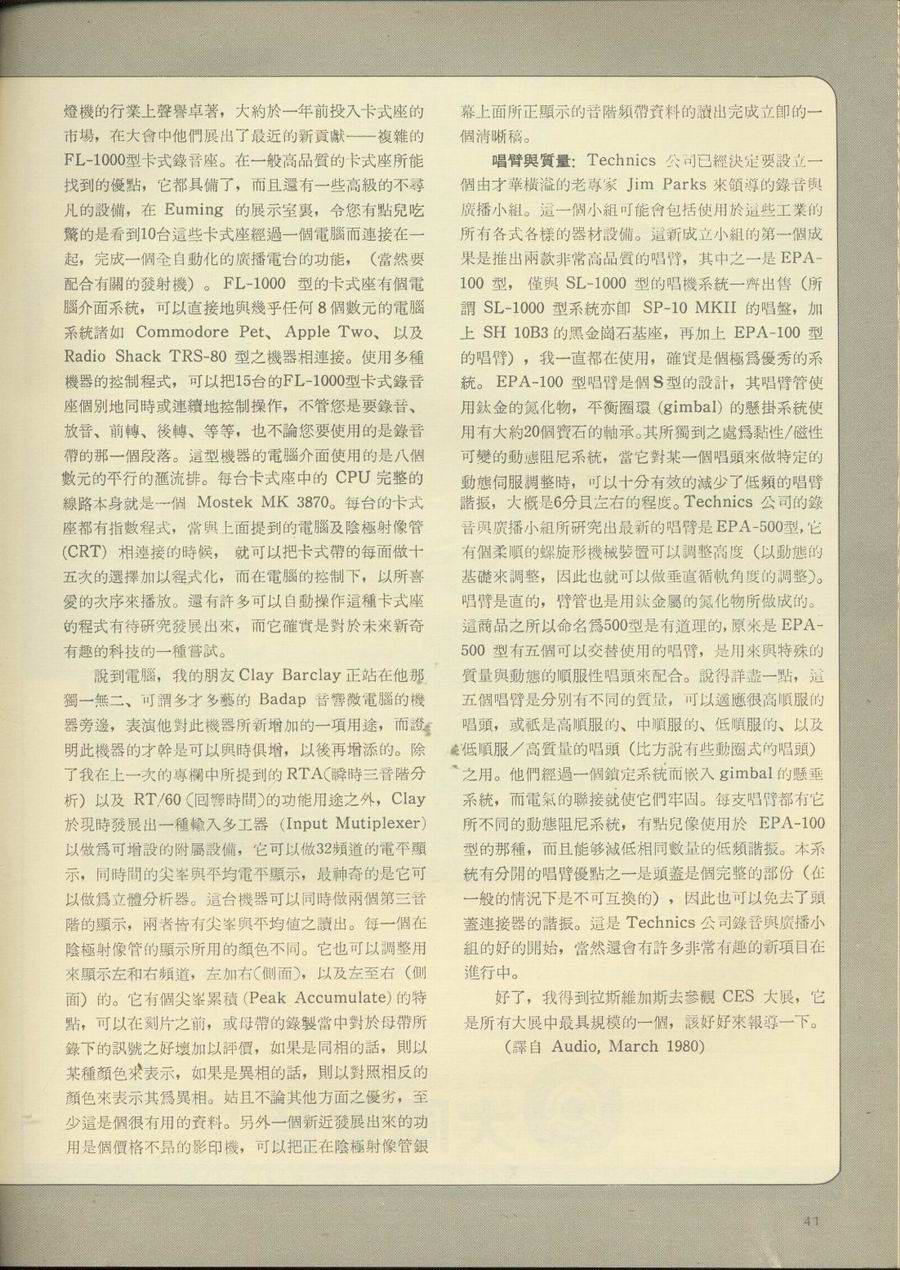 燈機的行業上聲譽卓著，大約於一年前投入卡式座的
市場，在大會中他們展出了最近的新貢獻——複雜的
FL-1000型卡式錄音座。在一般高品質的卡式座所能
找到的優點，它都具備了，而且還有一些高級的不尋
凡的設備，在 Euming 的展示室裏，令您有點兒吃
驚的是看到10台這些卡式座經過一個電腦而連接在一
起，完成一個全自動化的廣播電台的功能，（當然要
配合有關的發射機）。FL-1000 型的卡式座有個電
腦介面系統，可以直接地與幾乎任何8個數元的電腦
系統諸如 Commodore Pet、Apple Two、以及
Radio Shack TRS-80 型之機器相連接。使用多種
機器的控制程式，可以把15台的FL-1000型卡式錄音
座個別地同時或連續地控制操作，不管您是要錄音、
放音、前轉、後轉、等等，也不論您要使用的是錄音
帶的那一個段落。這型機器的電腦介面使用的是八個
數元的平行的滙流排。每台卡式座中的 CPU 完整的
線路本身就是一個 Mostek MK 3870。每台的卡式
座都有指數程式，當與上面提到的電腦及陰極射像管
(CRT) 相連接的時候， 就可以把卡式帶的每面做十
五次的選擇加以程式化，而在電腦的控制下，以所喜
愛的次序來播放。還有許多可以自動操作這種卡式座
的程式有待研究發展出來，而它確實是對於未來新奇
有趣的科技的一種嘗試。
說到電腦，我的朋友 Clay Barclay 正站在他那
獨一無二、可謂多才多藝的 Badap 音響微電腦的機
器旁邊，表演他對此機器所新增加的一項用途，而證
明此機器的才幹是可以與時俱增，以後再增添的。除
了我在上一次的專欄中所提到的 RTA(瞬時三音階分
析）以及 RT/60（回響時間)的功能用途之外，Clay
於現時發展出一種輸入多工器 (Input Mutiplexer)
以做爲可增設的附屬設備，它可以做32頻道的電平顯
示，同時間的尖峯與平均電平顯示，最神奇的是它可
以做爲立體分析器。這台機器可以同時做兩個第三音
階的顯示，兩者皆有尖峯與平均値之讀出。每一個在
陰極射像管的顯示所用的顏色不同。它也可以調整用
來顯示左和右頻道，左加右(側面)，以及左至右（側
面）的。它有個尖峯累積 (Peak Accumulate) 的特
點，可以在刻片之前，或母帶的錄製當中對於母帶所
錄下的訊號之好壞加以評價，如果是同相的話，則以
某種顏色來表示，如果是異相的話，則以對照相反的
顏色來表示其爲異相。姑且不論其他方面之優劣，至
少這是個很有用的資料。另外一個新近發展出來的功
用是個價格不昂的影印機，可以把正在陰極射像管銀
幕上面所正顯示的音階頻帶資料的讀出完成立卽的一
個清晰稿。
唱臂與質量：Technics 公司已經決定要設立一
個由才華橫溢的老專家 Jim Parks 來領導的錄音與
廣播小組。這一個小組可能會包括使用於這些工業的
所有各式各樣的器材設備。這新成立小組的第一個成
果是推出兩款非常高品質的唱臂，其中之一是 EPA-
100 型， 僅與 SL-1000 型的唱機系統一齊出售（所
謂 SL-1000 型系統亦卽 SP-10 MKII 的唱盤，加
上 SH 10B3 的黑金崗石基座，再加上 EPA-100 型
的唱臂），我一直都在使用，確實是個極爲優秀的系
統。 EPA-100 型唱臂是個 S 型的設計，其唱臂管使
用鈦金的氮化物，平衡圈環 (gimbal) 的懸掛系統使
用有大約20個寶石的軸承。其所獨到之處爲黏性/磁性
可變的動態阻尼系統，當它對某一個唱頭來做特定的
動態伺服調整時，可以十分有效的減少了低頻的唱臂
諧振，大概是6分貝左右的程度。Technics 公司的錄
音與廣播小組所研究出最新的唱臂是 EPA-500型，它
有個柔順的螺旋形機械裝置可以調整高度（以動態的
基礎來調整，因此也就可以做垂直循軌角度的調整）。
唱臂是直的，臂管也是用鈦金屬的氮化物所做成的。
這商品之所以命名爲500型是有道理的，原來是 EPA-
500 型有五個可以交替使用的唱臂，是用來與特殊的
質量與動態的順服性唱頭來配合。說得詳盡一點，這
五個唱臂是分別有不同的質量，可以適應很高順服的
唱頭，或祇是高順服的、中順服的、低順服的、以及
低順服／高質量的唱頭（比方說有些動圈式的唱頭）
之用。他們經過一個鎖定系統而嵌入 gimbal 的懸垂
系統，而電氣的聯接就使它們牢固。每支唱臂都有它
所不同的動態阻尼系統，有點兒像使用於 EPA-100
型的那種，而且能够減低相同數量的低頻諧振。本系
統有分開的唱臂優點之一是頭蓋是個完整的部份（在
一般的情況下是不可互換的），因此也可以免去了頭
蓋連接器的諧振。這是 Technics 公司錄音與廣播小
組的好的開始，當然還會有許多非常有趣的新項目在
進行中。
好了，我得到拉斯維加斯去參觀 CES 大展，它
是所有大展中最具規模的一個，該好好來報導一下。
（譯自 Audio, March 1980)
41